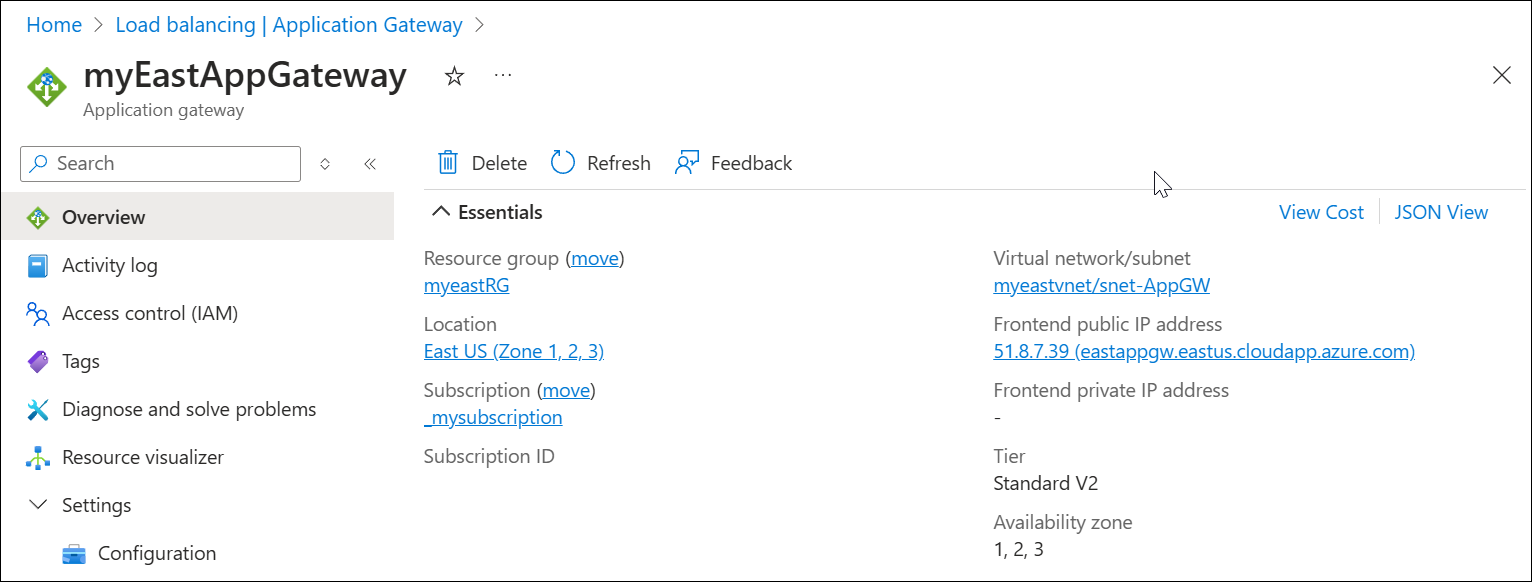 Home > Load balancing | Application Gateway >
myEastAppGateway ☆ ...
Application gateway
Search
Overview
Activity log
Access control (IAM)
Tags
Diagnose and solve problems
Resource visualizer
Settings
Configuration
Delete Refresh Feedback
Essentials
View Cost | JSON View
Resource group (move)
myeastRG
Location
East US (Zone 1, 2, 3)
Subscription (move)
_mysubscription
Subscription ID
Virtual network/subnet
myeastvnet/snet-AppGW
Frontend public IP address
51.8.7.39 (eastappgw.eastus.cloudapp.azure.com)
Frontend private IP address
-
Tier
Standard V2
Availability zone
1, 2, 3